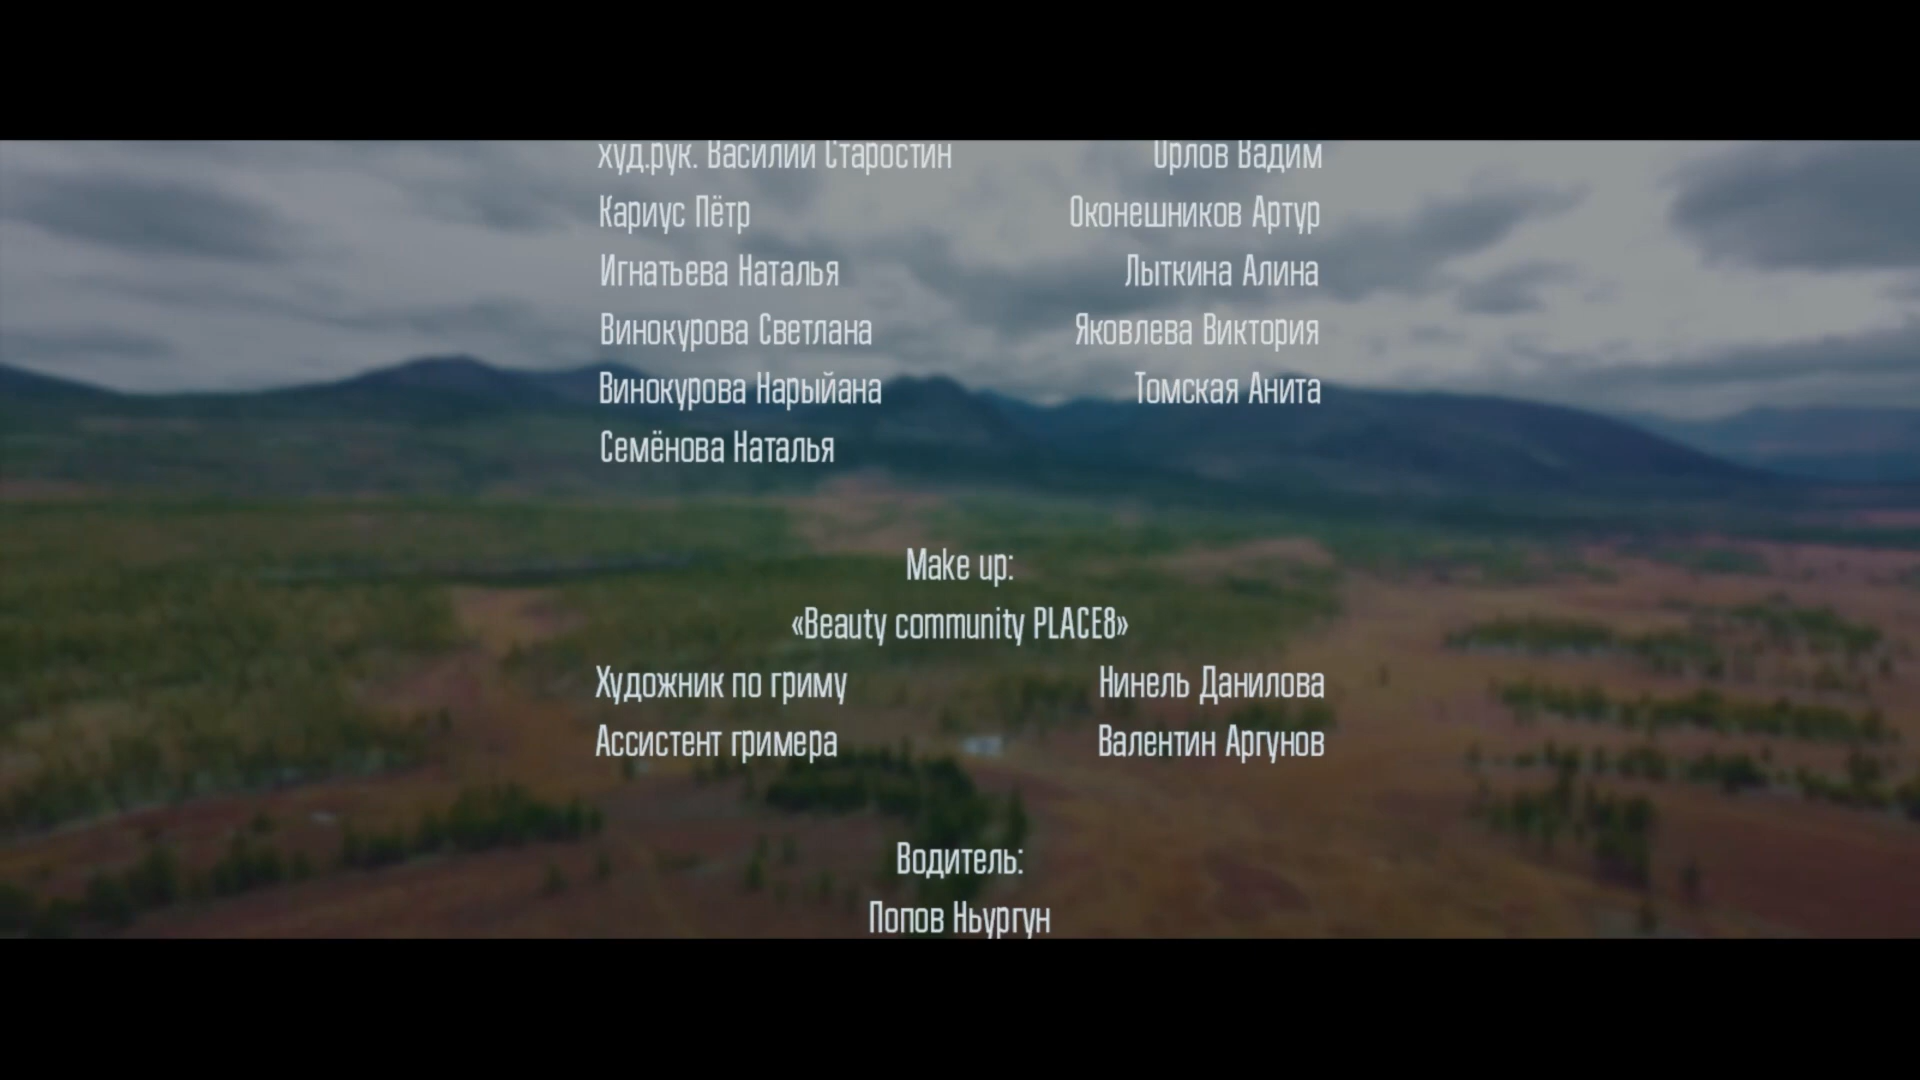 худ.рук. Василий Старостин Орлов Вадим
Кариус Пётр Оконешников Артур
Игнатьева Наталья Лыткина Алина
Винокурова Светлана Яковлева Виктория
Винокурова Нарыйана Томская Анита
Семёнова Наталья
Make up:
«Beauty community PLACE8»
Художник по гриму Нинель Данилова
Ассистент гримера Валентин Аргунов
Водитель:
Попов Ньургун